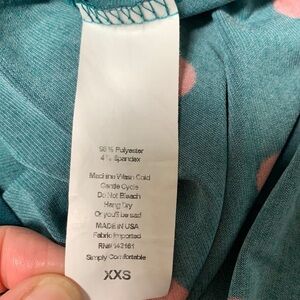 96% Polyester
4% Spandex
Machine Wash Cold
Gentle Cycle
Do Not Bleach
Hang Dry
Or you'll be sad
MADE IN USA
Fabric Imported
RN# 142161
Simply Comfortable
XXS